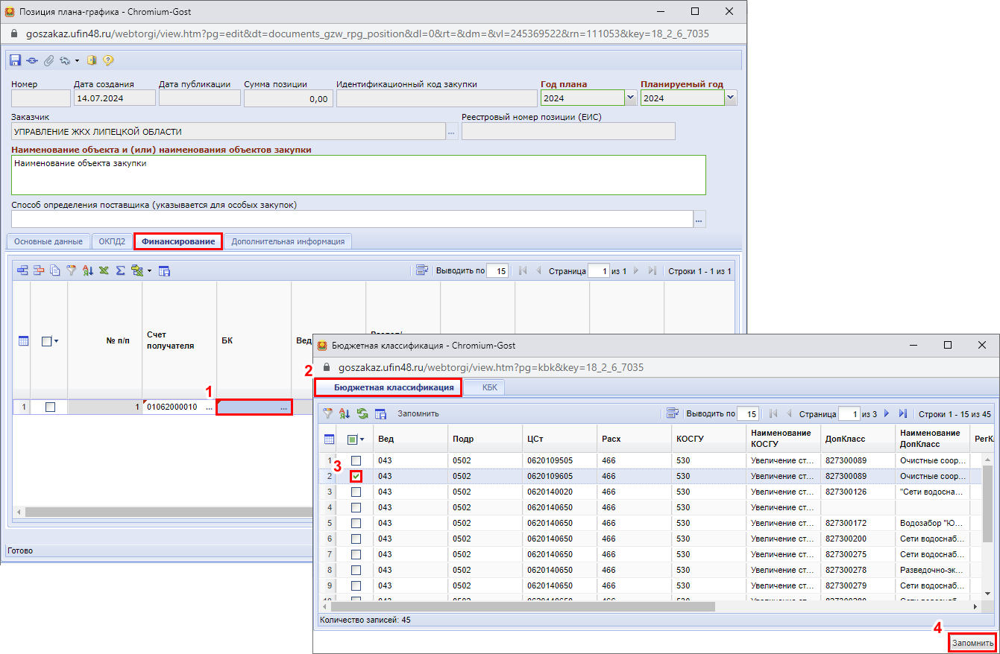 Позиция плана-графика - Chromium-Gost
goszakaz.ufin48.ru/webtorgi/view.htm?pg=edit&dt=documents_gzw_rpg_position&dl=0&rt=&dm=&vl=245369522&rn=111053&key=18_2_6_7035
Номер Дата создания Дата публикации Сумма позиции Идентификационный код закупки Год плана Планируемый год
14.07.2024 0,00 2024 2024
Заказчик Реестровый номер позиции (ЕИС)
УПРАВЛЕНИЕ ЖКХ ЛИПЕЦКОЙ ОБЛАСТИ ...
Наименование объекта и (или) наименования объектов закупки
Наименование объекта закупки
Способ определения поставщика (указывается для особых закупок)
...
Основные данные ОКПД2 Финансирование Дополнительная информация
Выводить по 15 Страница 1 из 1 Строки 1 - 1 из 1
№ п/п Счет получателя БК Вед
1 1 01062000010 ... ...
1
Готово
Бюджетная классификация - Chromium-Gost
goszakaz.ufin48.ru/webtorgi/view.htm?pg=kbk&key=18_2_6_7035
2
Бюджетная классификация КБК
Запомнить Выводить по 15 Страница 1 из 3 Строки 1 - 15 из 45
Вед Подр ЦСт Расх КОСГУ Наименование КОСГУ ДопКласс Наименование ДопКласс РегК
1 043 0502 0620109505 466 530 Увеличение ст... 827300089 Очистные соор...
3
2 043 0502 0620109605 466 530 Увеличение ст... 827300089 Очистные соор...
3 043 0502 0620140020 466 530 Увеличение ст... 827300126 "Сети водосна...
4 043 0502 0620140650 466 530 Увеличение ст...
5 043 0502 0620140650 466 530 Увеличение ст... 827300172 Водозабор "Ю...
6 043 0502 0620140650 466 530 Увеличение ст... 827300200 Сети водоснаб...
7 043 0502 0620140650 466 530 Увеличение ст... 827300275 Сети водоснаб...
8 043 0502 0620140650 466 530 Увеличение ст... 827300278 Разведочно-эк...
9 043 0502 0620140650 466 530 Увеличение ст... 827300279 Сети водоснаб...
Количество записей: 45
4
Запомнить